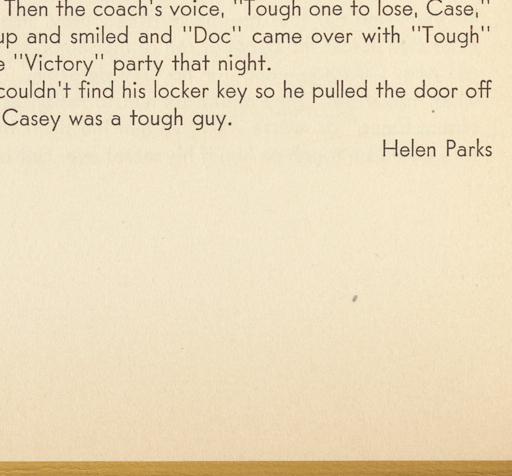 Then the coach's voice, "Tough one to lose, Case,"
up and smiled and "Doc" came over with "Tough"
"Victory" party that night.
couldn't find his locker key so he pulled the door off
Casey was a tough guy.
Helen Parks